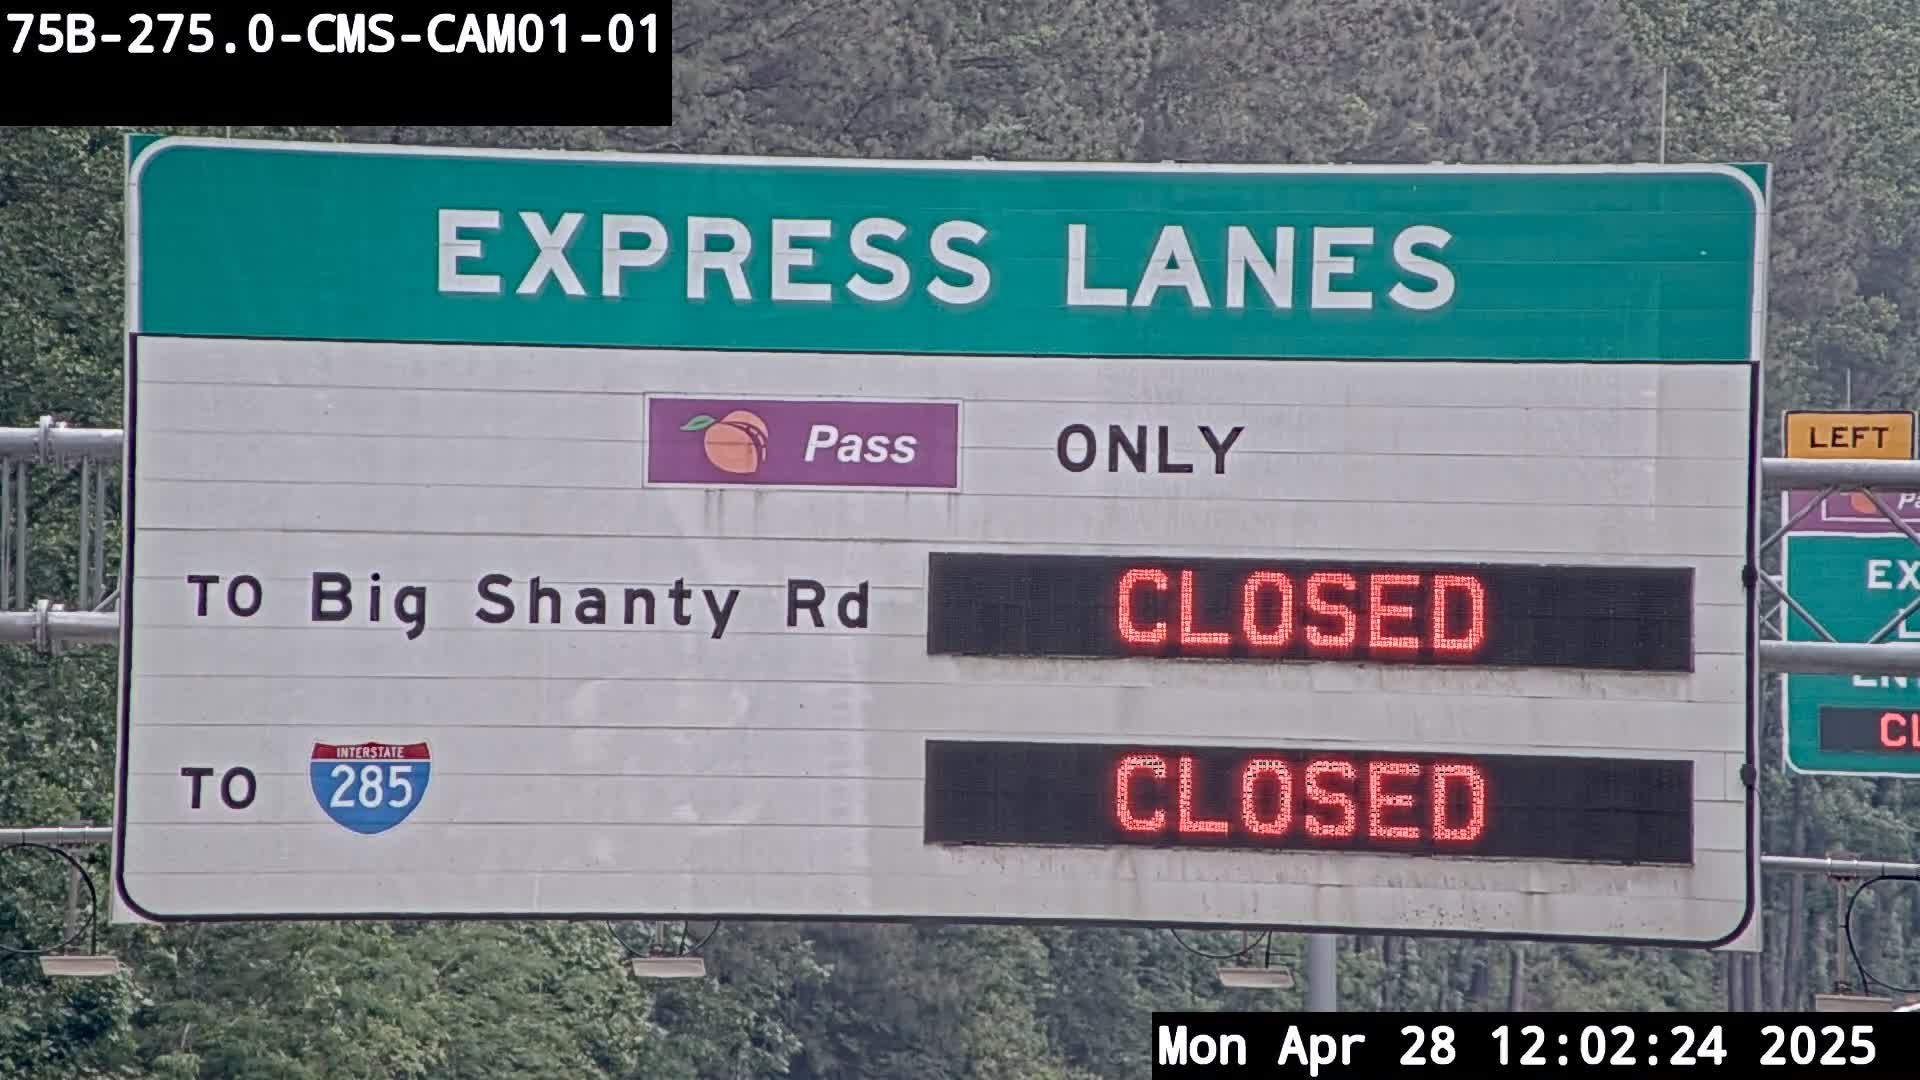 75B-275.0-CMS-CAM01-01
EXPRESS LANES
Pass ONLY
TO Big Shanty Rd CLOSED
TO INTERSTATE 285 CLOSED
LEFT
Mon Apr 28 12:02:24 2025